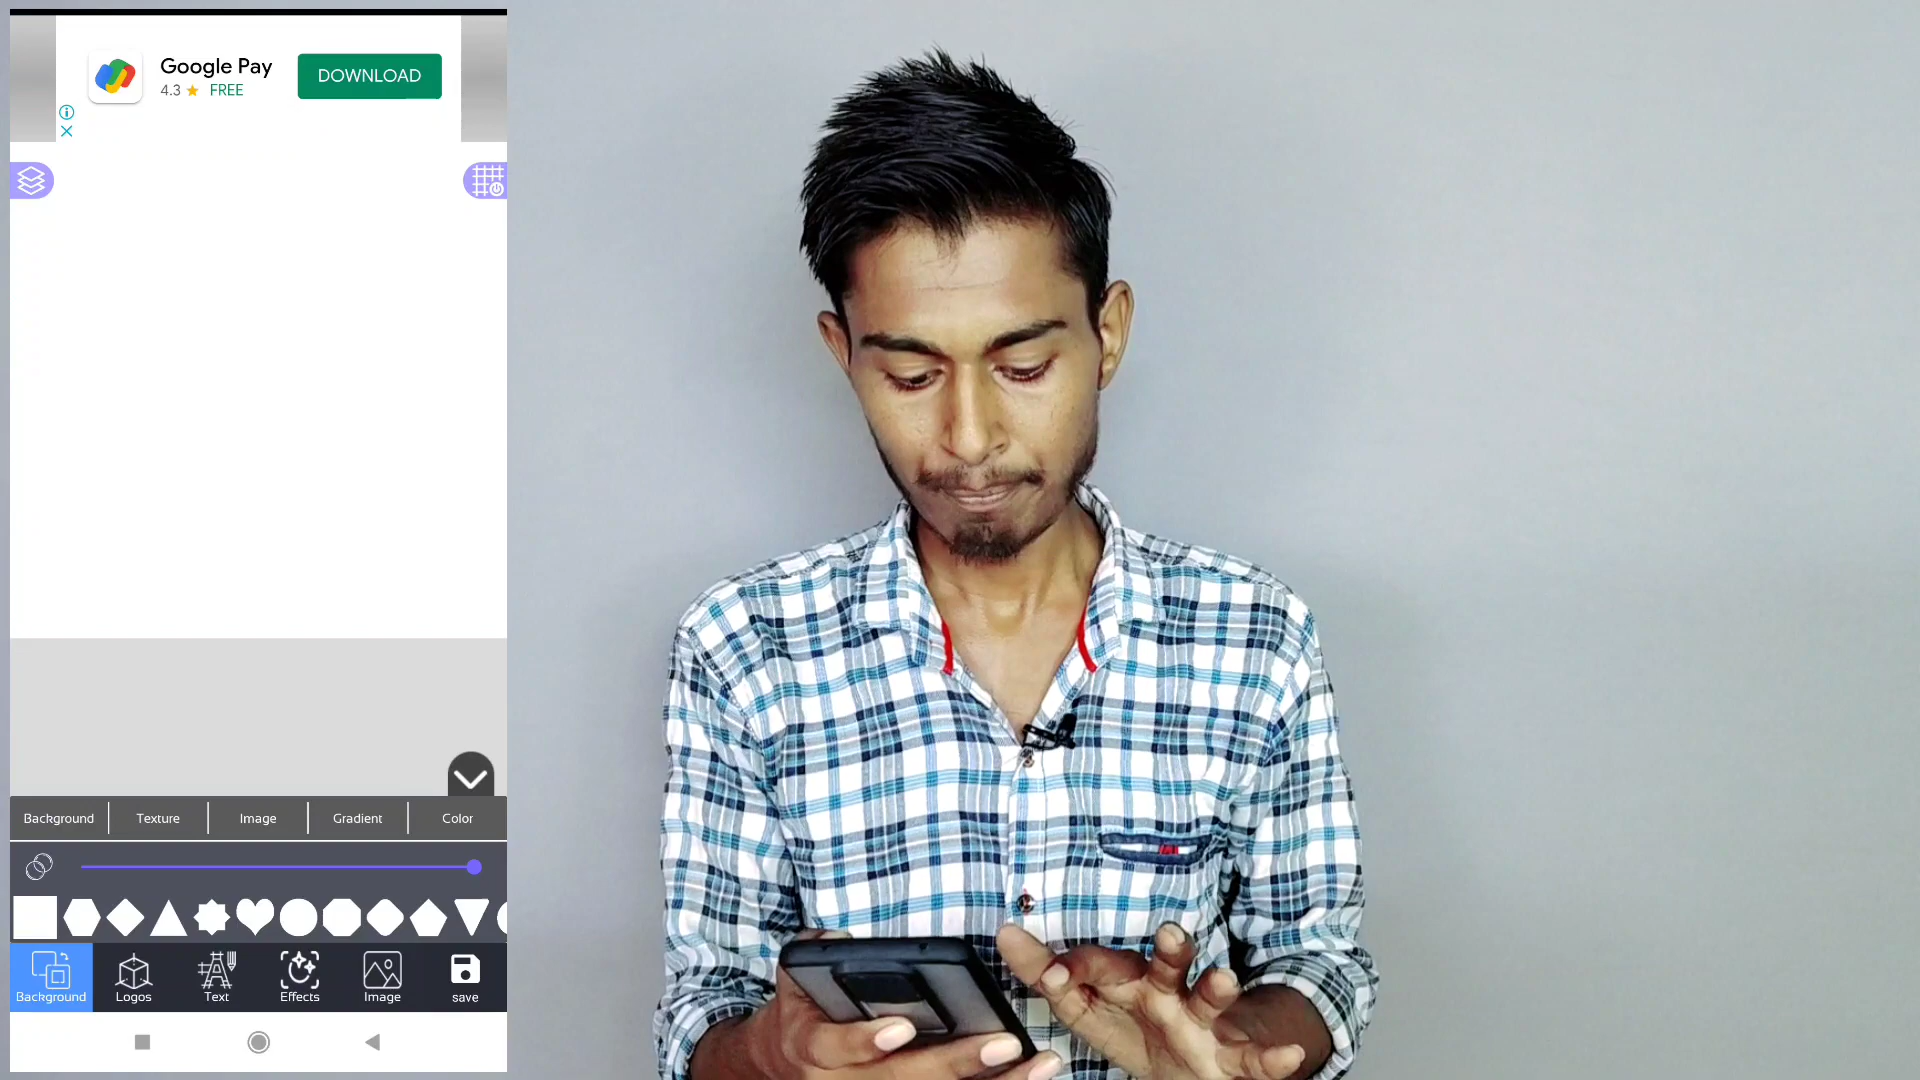 Google Pay
4.3 ★ FREE
DOWNLOAD
Background
Texture
Image
Gradient
Color
Background
Logos
Text
Effects
Image
save